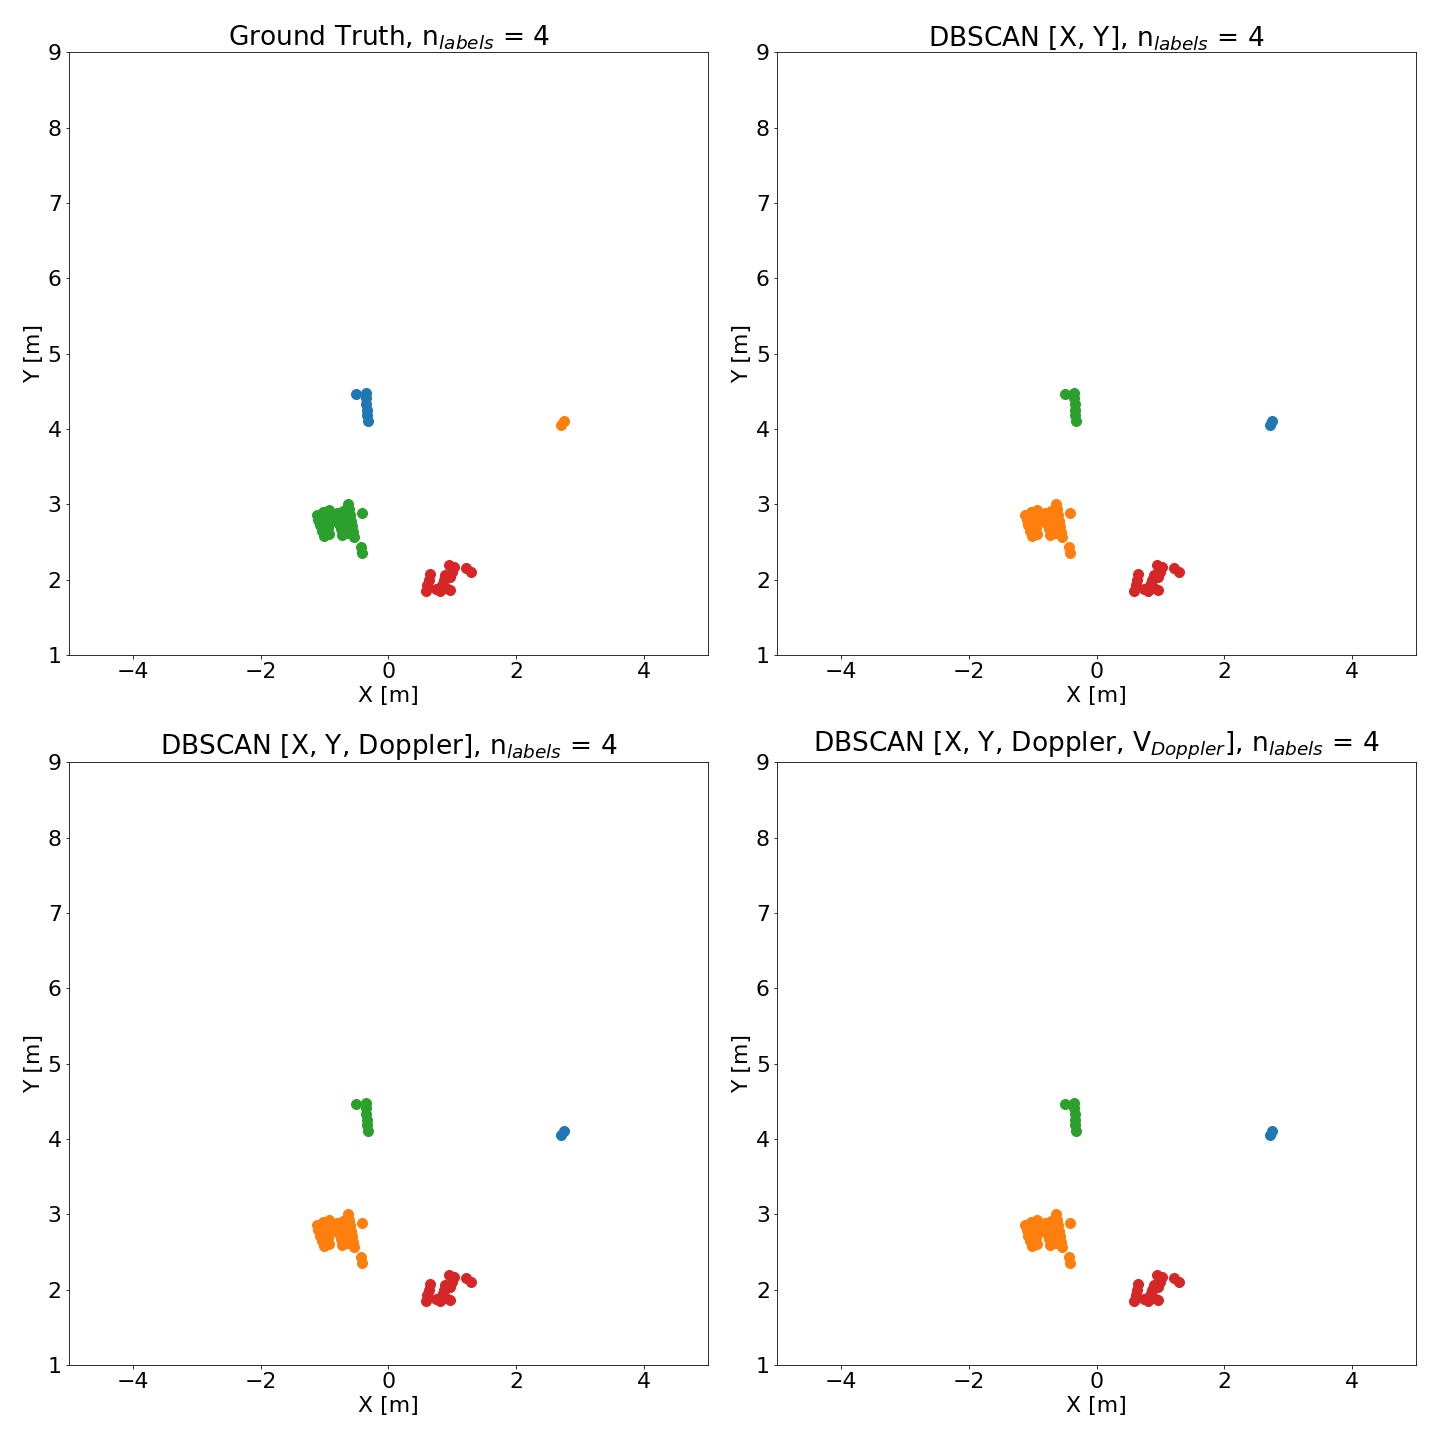 Ground Truth, n_labels = 4
9
8
7
6
5
4
3
2
1
Y [m]
−4 −2 0 2 4
X [m]
DBSCAN [X, Y], n_labels = 4
9
8
7
6
5
4
3
2
1
Y [m]
−4 −2 0 2 4
X [m]
DBSCAN [X, Y, Doppler], n_labels = 4
9
8
7
6
5
4
3
2
1
Y [m]
−4 −2 0 2 4
X [m]
DBSCAN [X, Y, Doppler, V_Doppler], n_labels = 4
9
8
7
6
5
4
3
2
1
Y [m]
−4 −2 0 2 4
X [m]